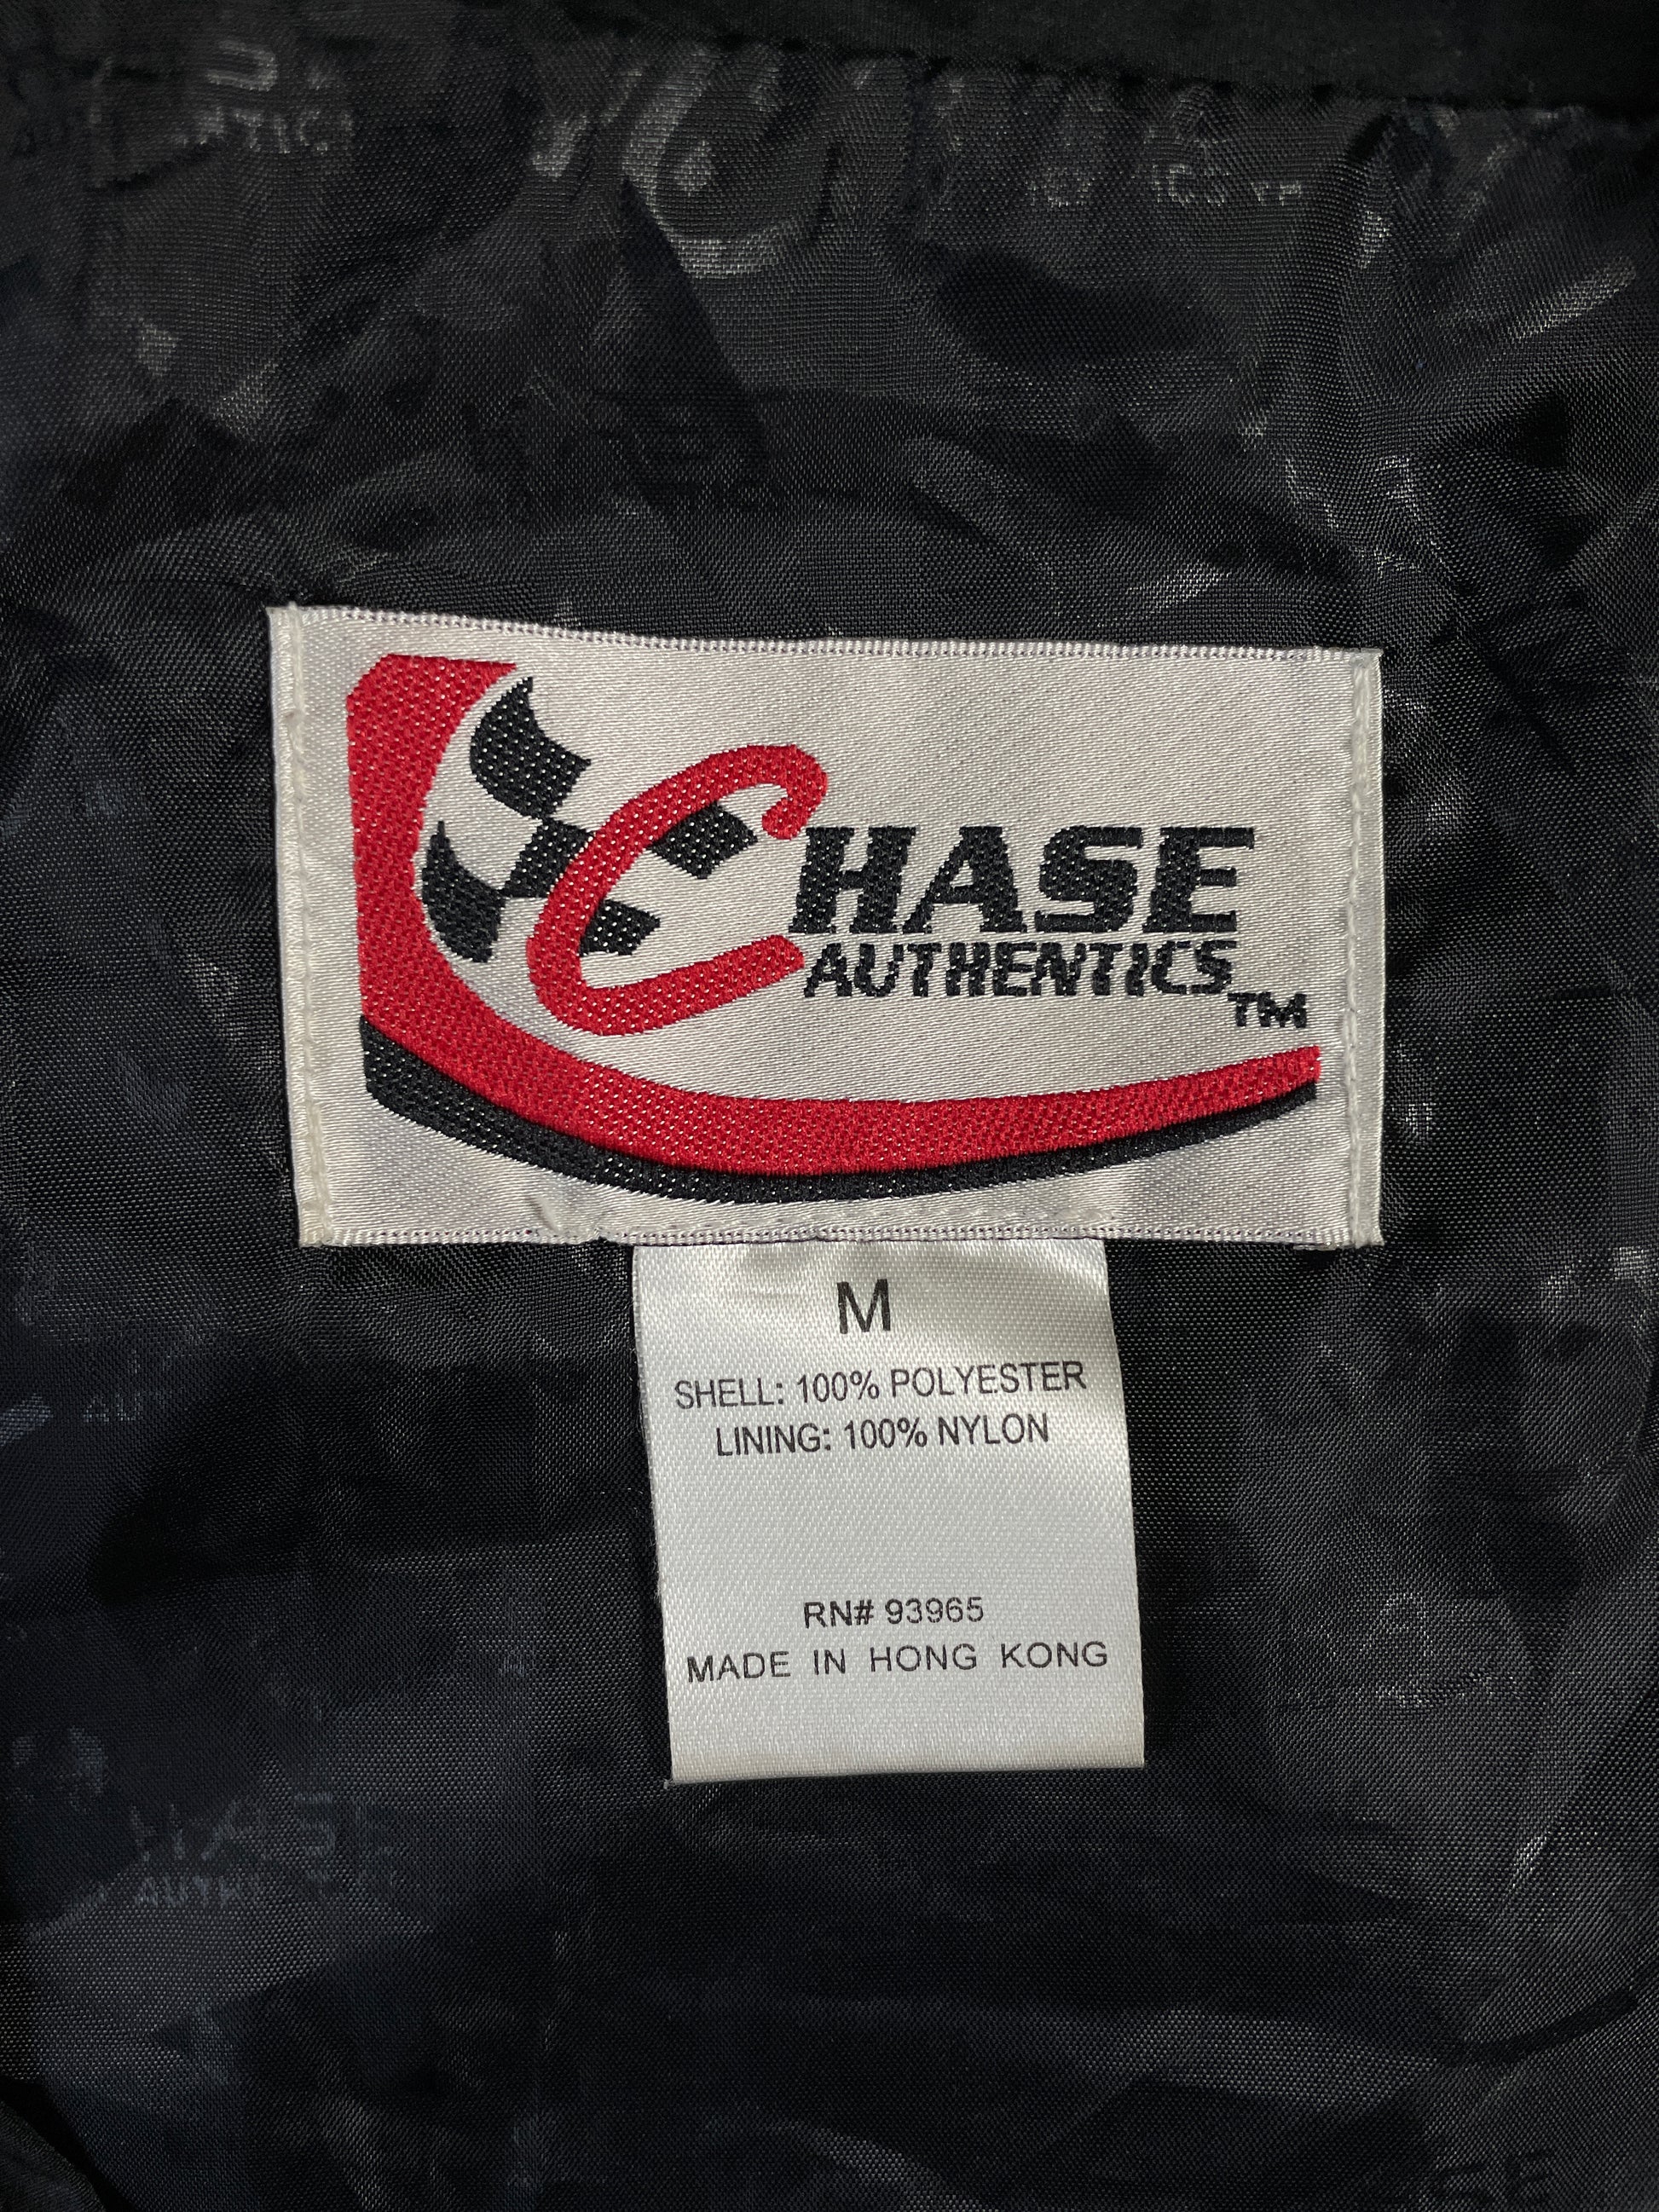 CHASE
AUTHENTICS TM
M
SHELL: 100% POLYESTER
LINING: 100% NYLON
RN# 93965
MADE IN HONG KONG